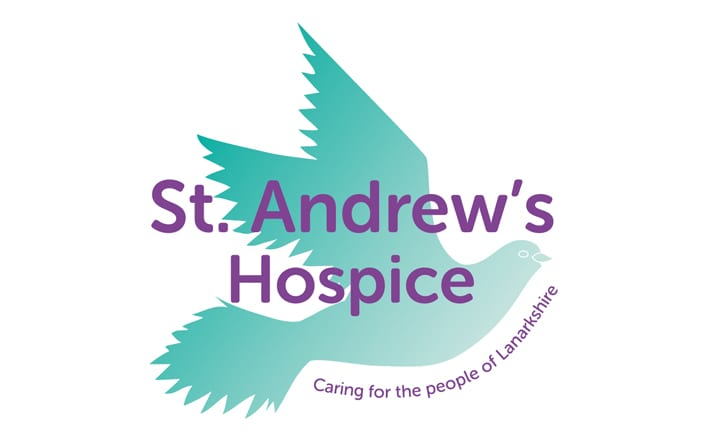 St. Andrew’s
Hospice
Caring for the people of Lanarkshire